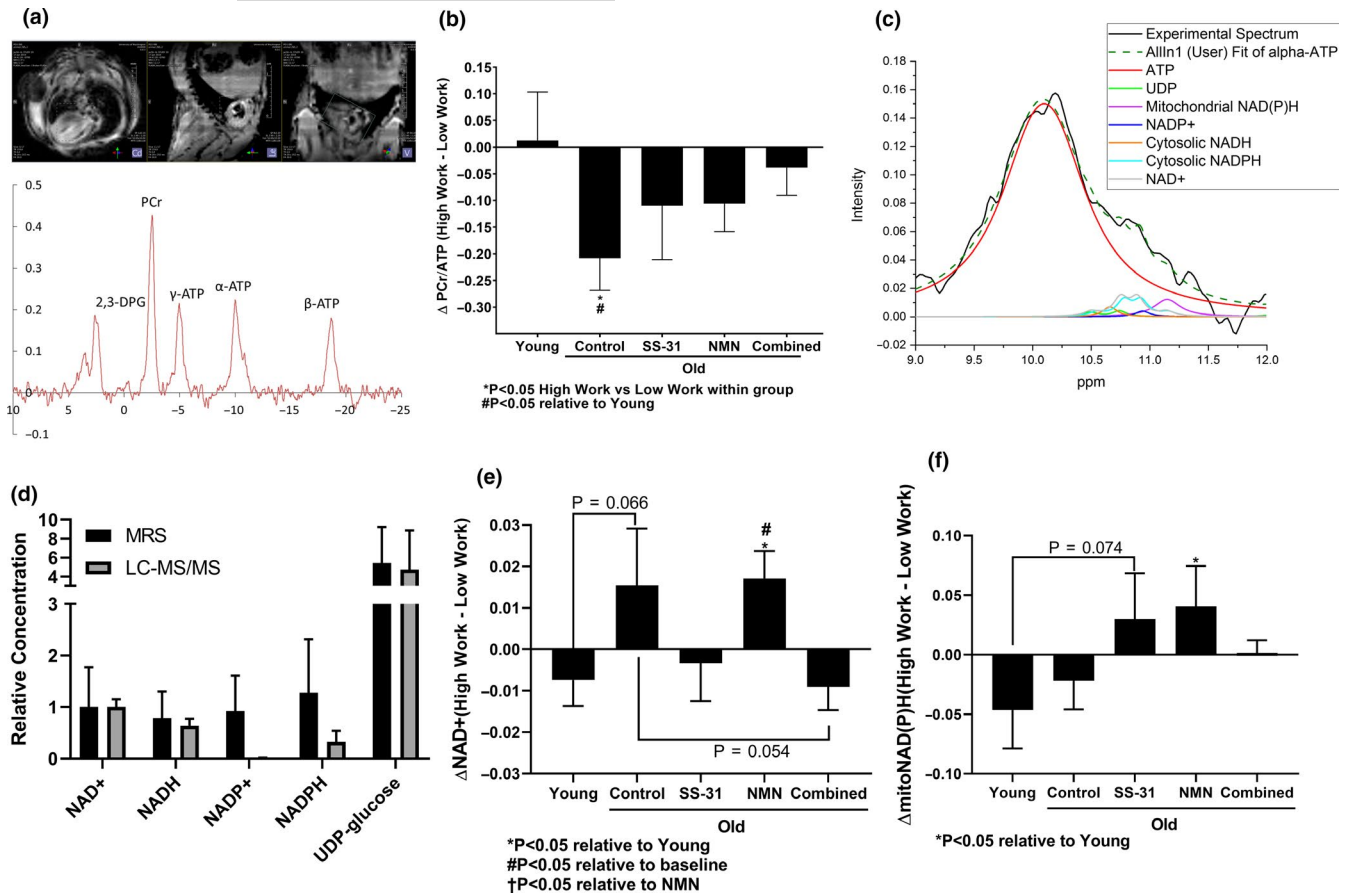 (a)
0.5
0.4
0.3
0.2
0.1
0
−0.1
PCr
2,3-DPG
γ-ATP
α-ATP
β-ATP
10
5
0
−5
−10
−15
−20
−25
(b)
Δ PCr/ATP (High Work - Low Work)
0.15
0.10
0.05
0.00
−0.05
−0.10
−0.15
−0.20
−0.25
−0.30
*
#
Young
Control
SS-31
NMN
Combined
Old
*P<0.05 High Work vs Low Work within group
#P<0.05 relative to Young
(c)
Experimental Spectrum
AllIn1 (User) Fit of alpha-ATP
ATP
UDP
Mitochondrial NAD(P)H
NADP+
Cytosolic NADH
Cytosolic NADPH
NAD+
Intensity
0.18
0.16
0.14
0.12
0.10
0.08
0.06
0.04
0.02
0.00
−0.02
9.0
9.5
10.0
10.5
11.0
11.5
12.0
ppm
(d)
Relative Concentration
10
8
6
4
3
2
1
0
MRS
LC-MS/MS
NAD+
NADH
NADP+
NADPH
UDP-glucose
(e)
ΔNAD+(High Work - Low Work)
0.03
0.02
0.01
0.00
−0.01
−0.02
−0.03
P = 0.066
#
*
P = 0.054
Young
Control
SS-31
NMN
Combined
Old
*P<0.05 relative to Young
#P<0.05 relative to baseline
†P<0.05 relative to NMN
(f)
ΔmitoNAD(P)H(High Work - Low Work)
0.10
0.05
0.00
−0.05
−0.10
P = 0.074
*
Young
Control
SS-31
NMN
Combined
Old
*P<0.05 relative to Young